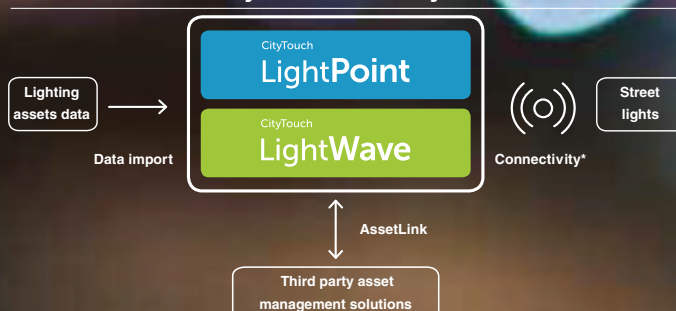 CityTouch
LightPoint
Lighting
assets data
Street
lights
CityTouch
LightWave
Data import
Connectivity*
AssetLink
Third party asset
management solutions